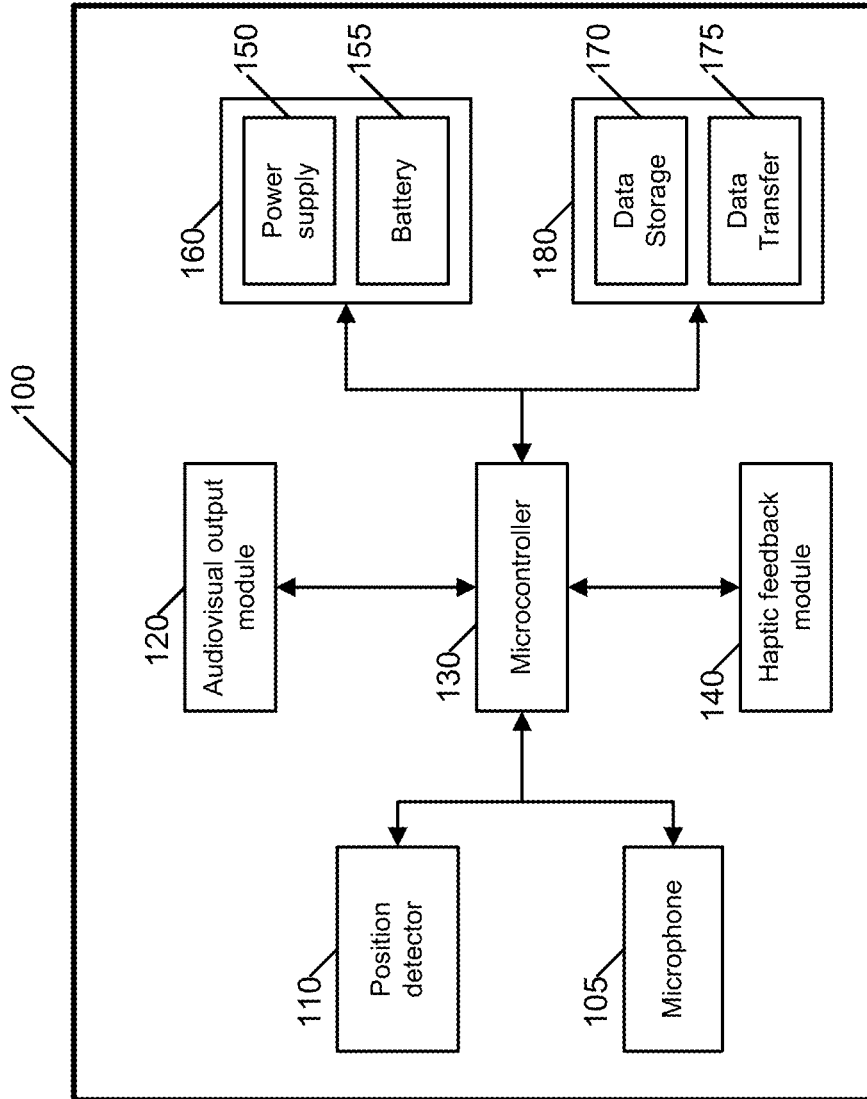 100
120
Audiovisual output
module
160
Power
supply
150
Battery
155
110
Position
detector
130
Microcontroller
180
Data
Storage
170
Data
Transfer
175
105
Microphone
140
Haptic feedback
module